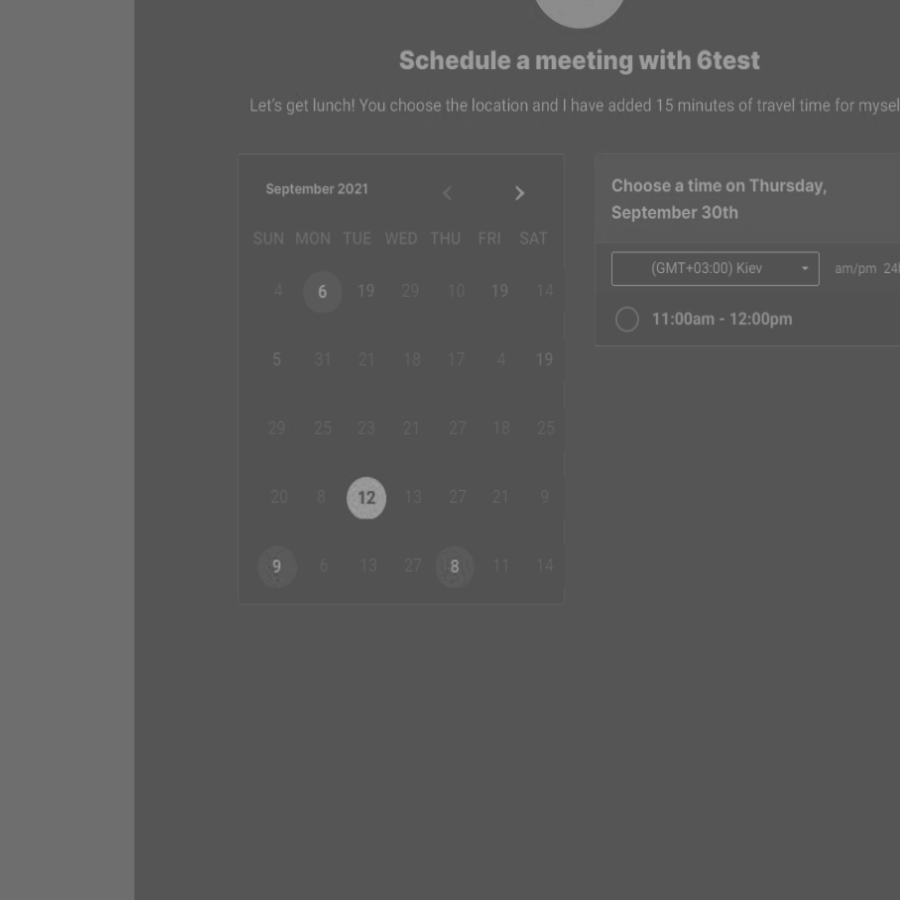 Schedule a meeting with 6test
Let's get lunch! You choose the location and I have added 15 minutes of travel time for mysel
September 2021
SUN MON TUE WED THU FRI SAT
4 6 19 29 10 19 14
5 31 21 18 17 4 19
29 25 23 21 27 18 25
20 8 12 13 27 21 9
9 6 13 27 8 11 14
Choose a time on Thursday,
September 30th
(GMT+03:00) Kiev am/pm 24
11:00am - 12:00pm